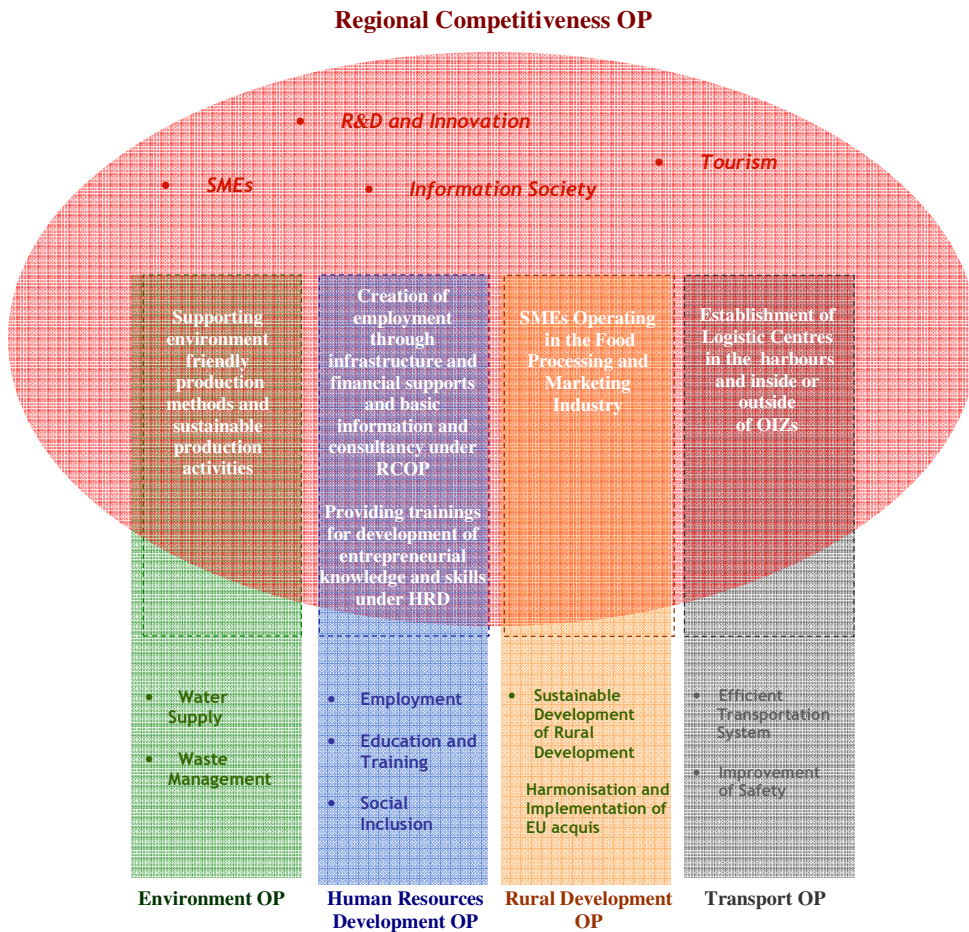 Regional Competitiveness OP
• R&D and Innovation
• Tourism
• SMEs
• Information Society
Supporting
environment
friendly
production
methods and
sustainable
production
activities
Creation of
employment
through
infrastructure and
financial supports
and basic
information and
consultancy under
RCOP
Providing trainings
for development of
entrepreneurial
knowledge and skills
under HRD
SMEs Operating
in the Food
Processing and
Marketing
Industry
Establishment of
Logistic Centres
in the harbours
and inside or
outside
of OIZs
• Water
Supply
• Waste
Management
• Employment
• Education and
Training
• Social
Inclusion
• Sustainable
Development
of Rural
Development
Harmonisation and
Implementation of
EU acquis
• Efficient
Transportation
System
• Improvement
of Safety
Environment OP
Human Resources
Development OP
Rural Development
OP
Transport OP